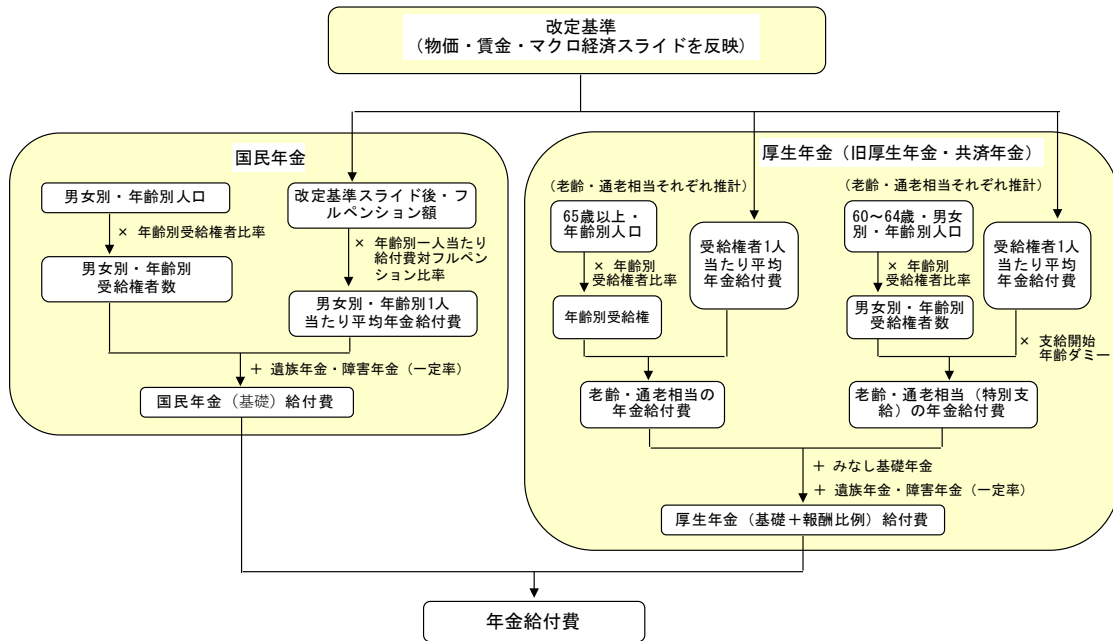 改定基準
（物価・賃金・マクロ経済スライドを反映）
国民年金
男女別・年齢別人口
× 年齢別受給権者比率
男女別・年齢別
受給権者数
改定基準スライド後・フ
ルペンション額
× 年齢別一人当たり
給付費対フルペン
ション比率
男女別・年齢別1人
当たり平均年金給付費
＋ 遺族年金・障害年金（一定率）
国民年金（基礎）給付費
厚生年金（旧厚生年金・共済年金）
（老齢・通老相当それぞれ推計）
65歳以上・
年齢別人口
× 年齢別
受給権者比率
年齢別受給権
受給権者1人
当たり平均
年金給付費
老齢・通老相当の
年金給付費
（老齢・通老相当それぞれ推計）
60～64歳・男女
別・年齢別人口
× 年齢別
受給権者比率
男女別・年齢別
受給権者数
受給権者1人
当たり平均
年金給付費
× 支給開始
年齢ダミー
老齢・通老相当（特別支
給）の年金給付費
＋ みなし基礎年金
＋ 遺族年金・障害年金（一定率）
厚生年金（基礎＋報酬比例）給付費
年金給付費